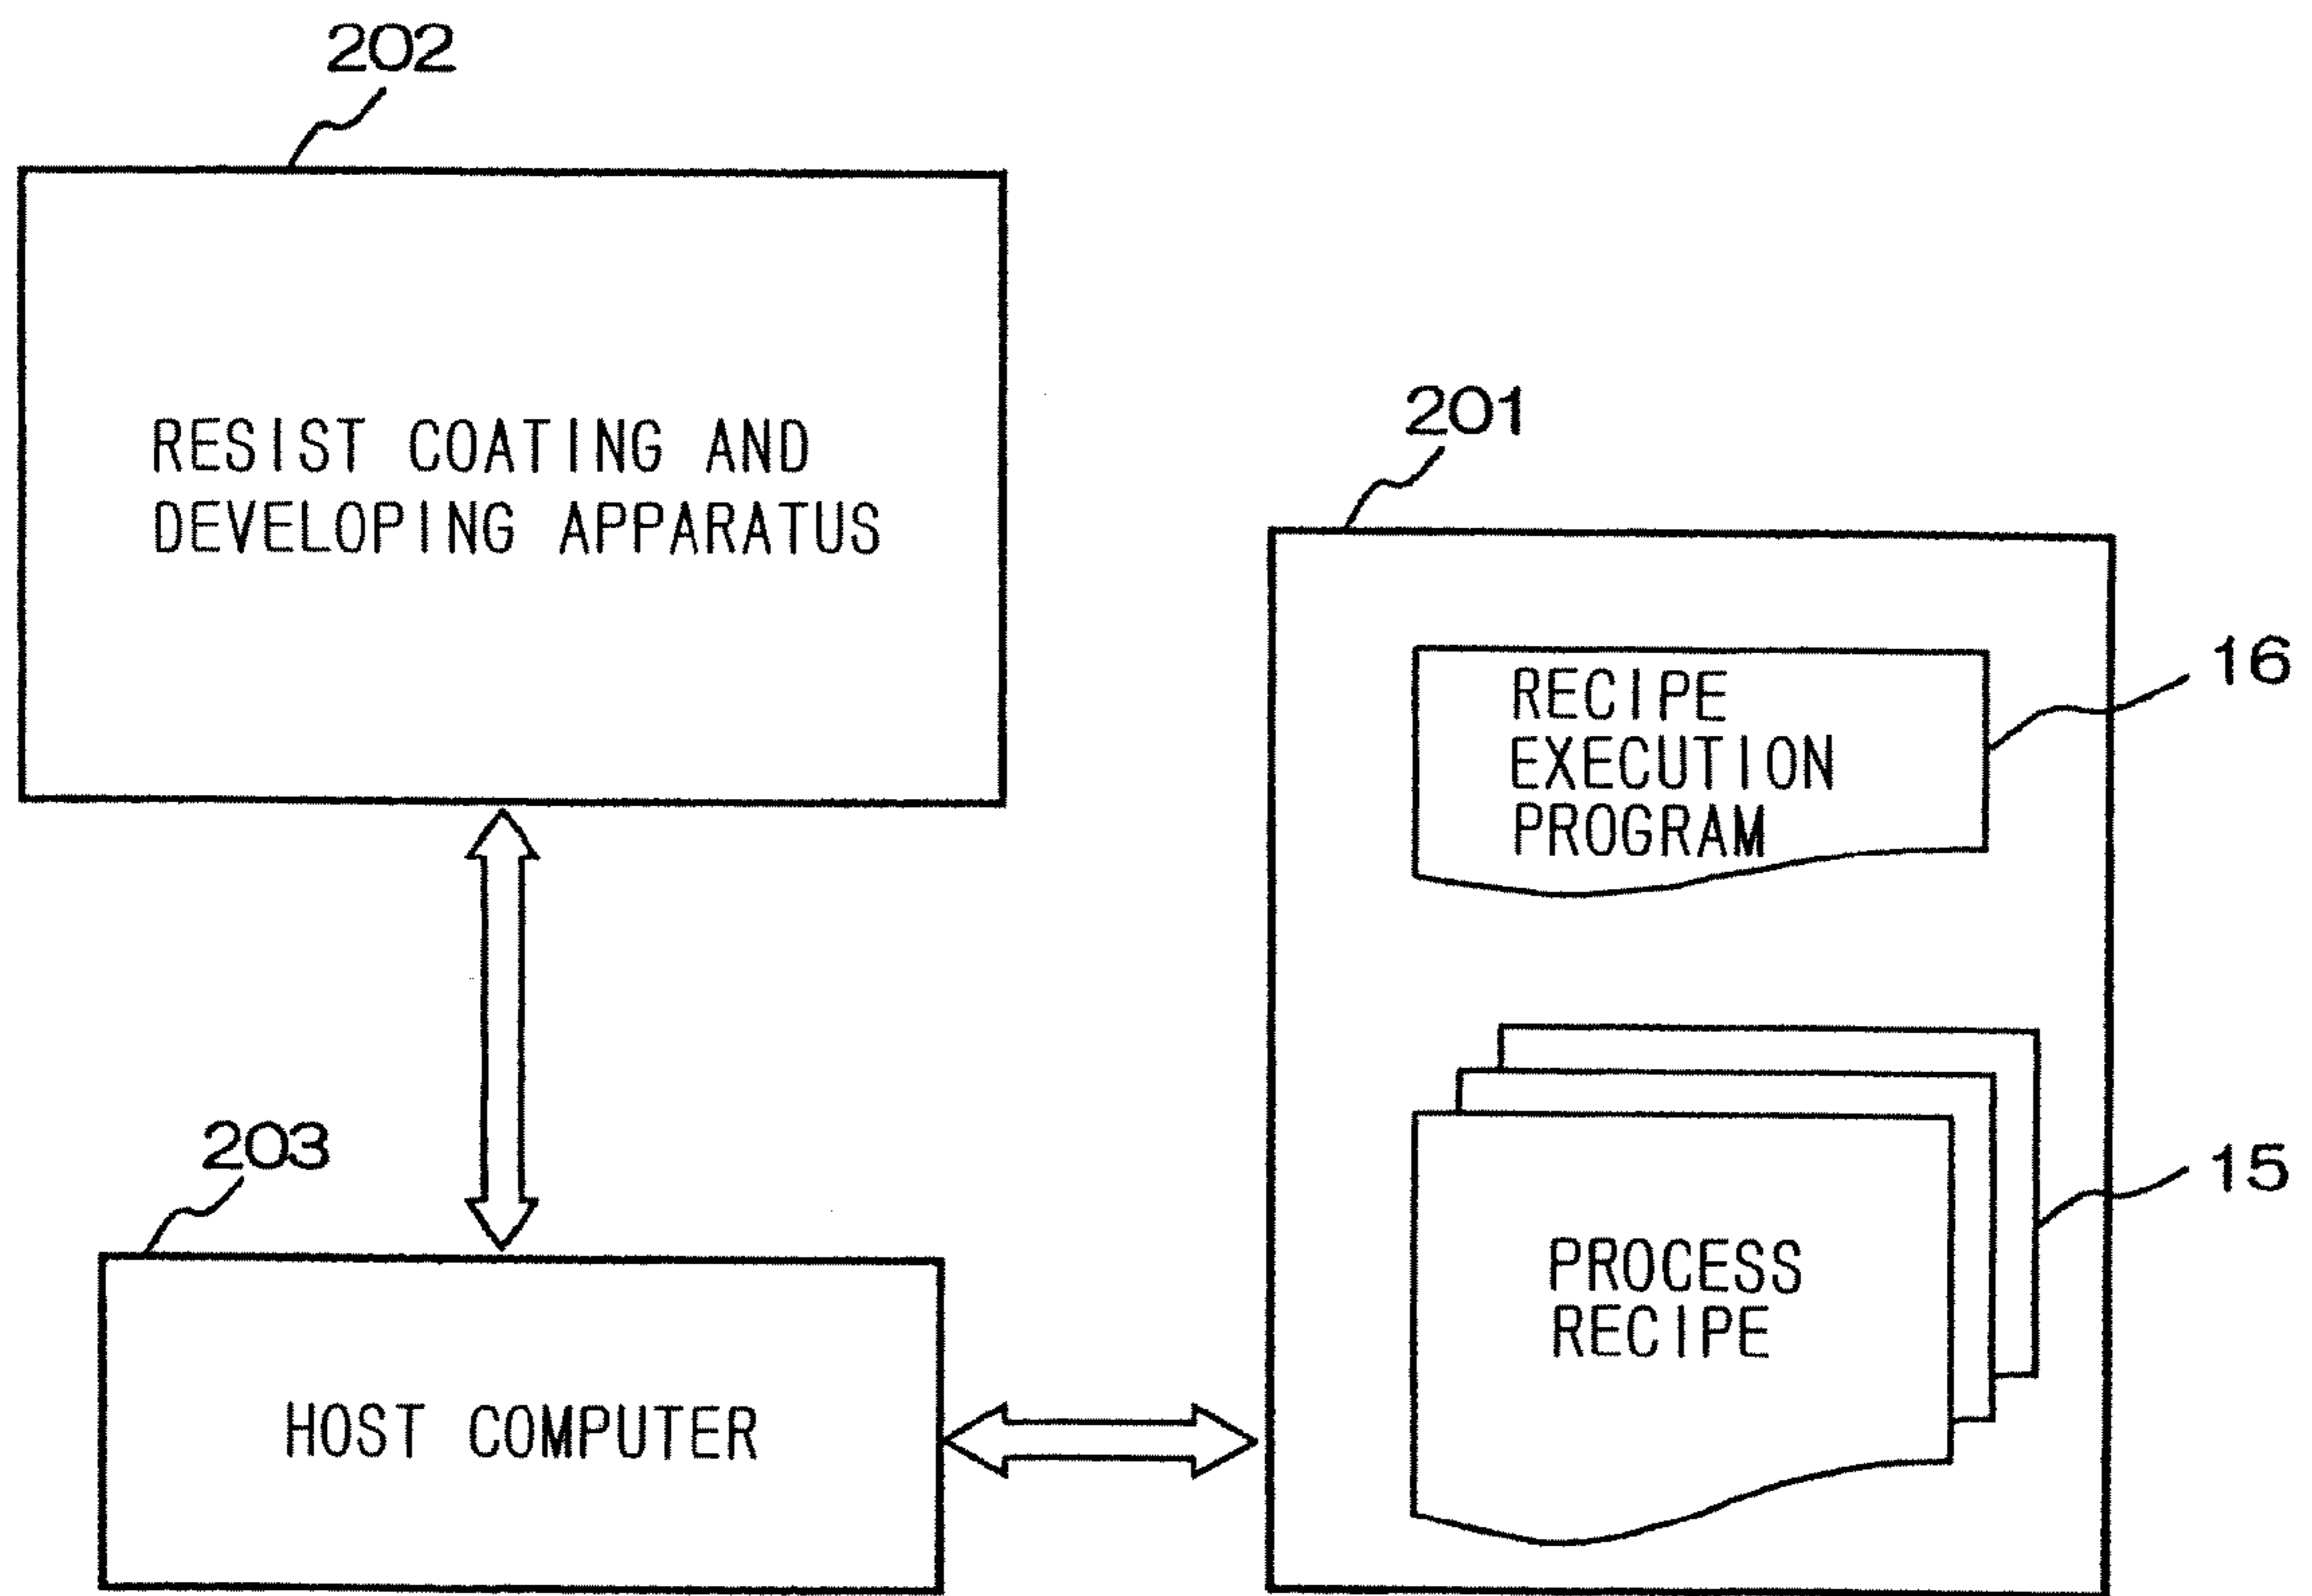 202
RESIST COATING AND
DEVELOPING APPARATUS
201
RECIPE
EXECUTION
PROGRAM
16
203
HOST COMPUTER
PROCESS
RECIPE
15